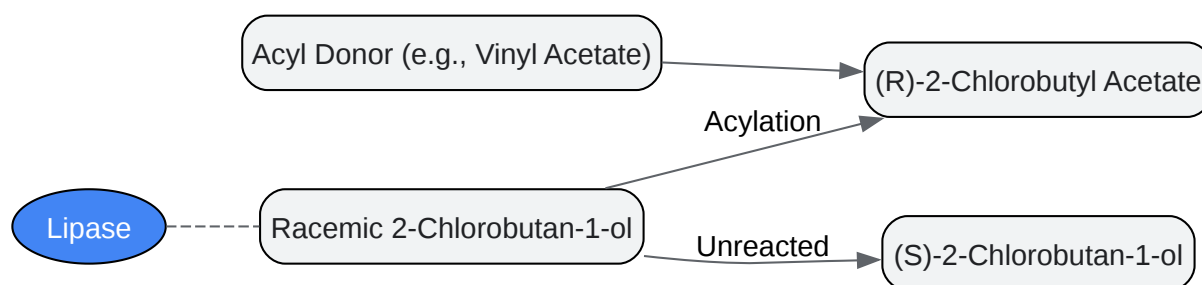 Acyl Donor (e.g., Vinyl Acetate)
(R)-2-Chlorobutyl Acetate
Acylation
Lipase
Racemic 2-Chlorobutan-1-ol
Unreacted
(S)-2-Chlorobutan-1-ol